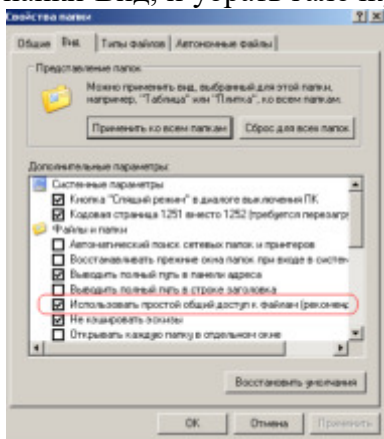 Вид, и убрать
Свойства папки
Общие Вид Типы файлов Автономные файлы
Представление папок
Можно применить вид, выбранный для этой папки,
например, "Таблица" или "Плитка", ко всем папкам.
Применить ко всем папкам Сброс для всех папок
Дополнительные параметры:
Системные параметры
Кнопка "Спящий режим" в диалоге выключения ПК
Кодовая страница 1251 вместо 1252 (требуется перезагр
Файлы и папки
Автоматический поиск сетевых папок и принтеров
Восстанавливать прежние окна папок при входе в систем
Выводить полный путь в панели адреса
Выводить полный путь в строке заголовка
Использовать простой общий доступ к файлам (рекоменд
Не кэшировать эскизы
Открывать каждую папку в отдельном окне
Восстановить умолчания
ОК Отмена Применить